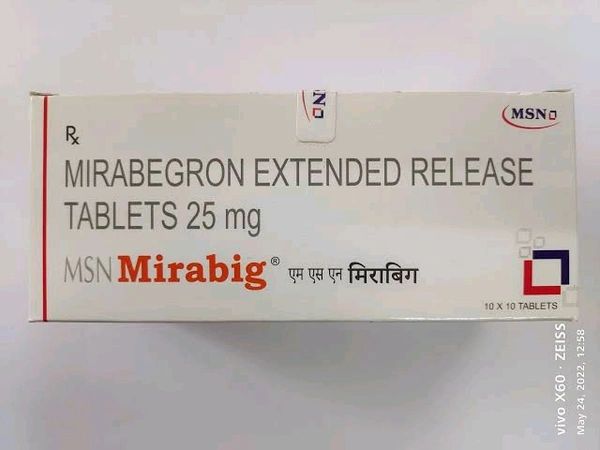 MSN
MSN
Rx
MIRABEGRON EXTENDED RELEASE
TABLETS 25 mg
MSN Mirabig® एम एस एन मिराबिग
10 X 10 TABLETS
vivo X60 · ZEISS
May 24, 2022, 12:58